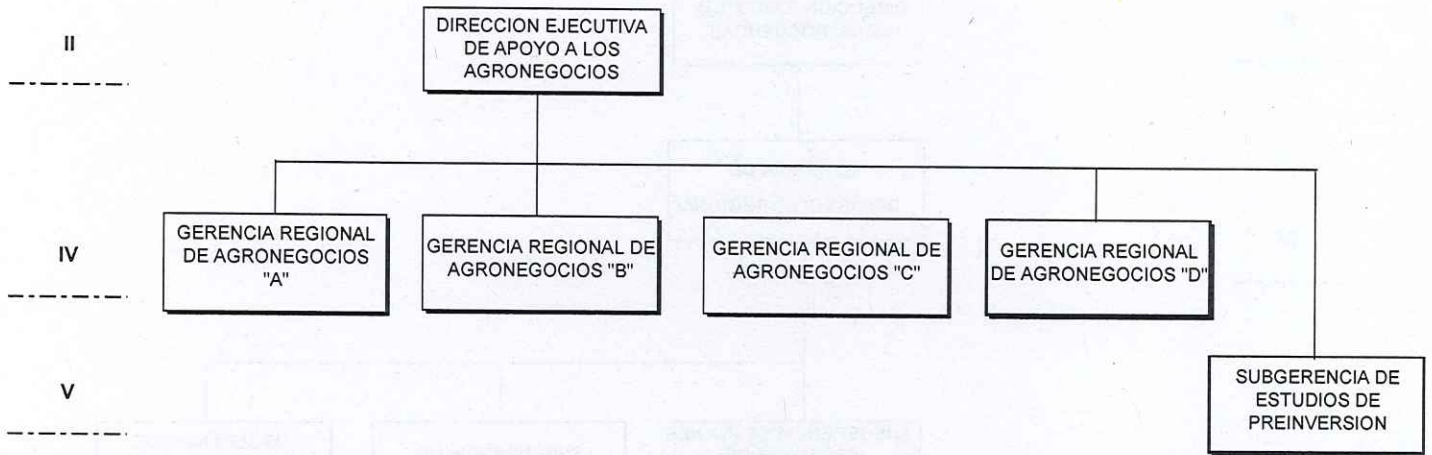 II
DIRECCION EJECUTIVA
DE APOYO A LOS
AGRONEGOCIOS
IV
GERENCIA REGIONAL
DE AGRONEGOCIOS
"A"
GERENCIA REGIONAL DE
AGRONEGOCIOS "B"
GERENCIA REGIONAL DE
AGRONEGOCIOS "C"
GERENCIA REGIONAL
DE AGRONEGOCIOS "D"
V
SUBGERENCIA DE
ESTUDIOS DE
PREINVERSION